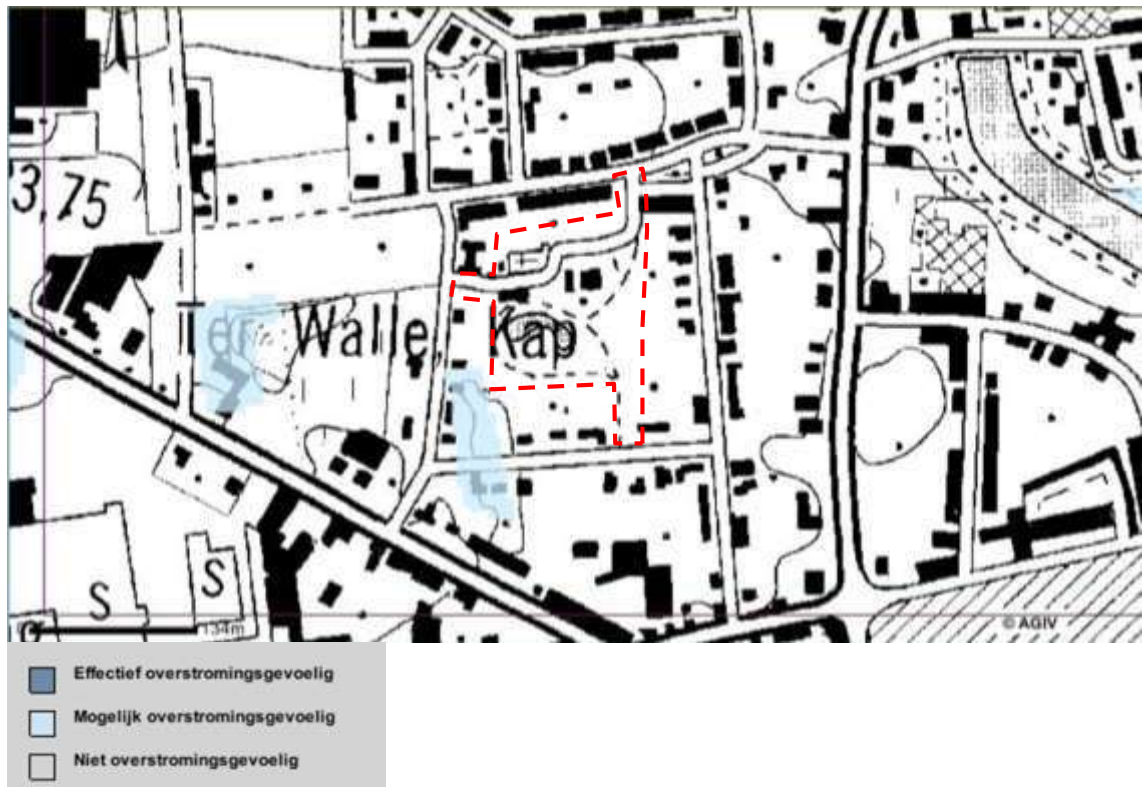 3,75
Ter Walle, Kap
S
S
134m
© AGIV
Effectief overstromingsgevoelig
Mogelijk overstromingsgevoelig
Niet overstromingsgevoelig